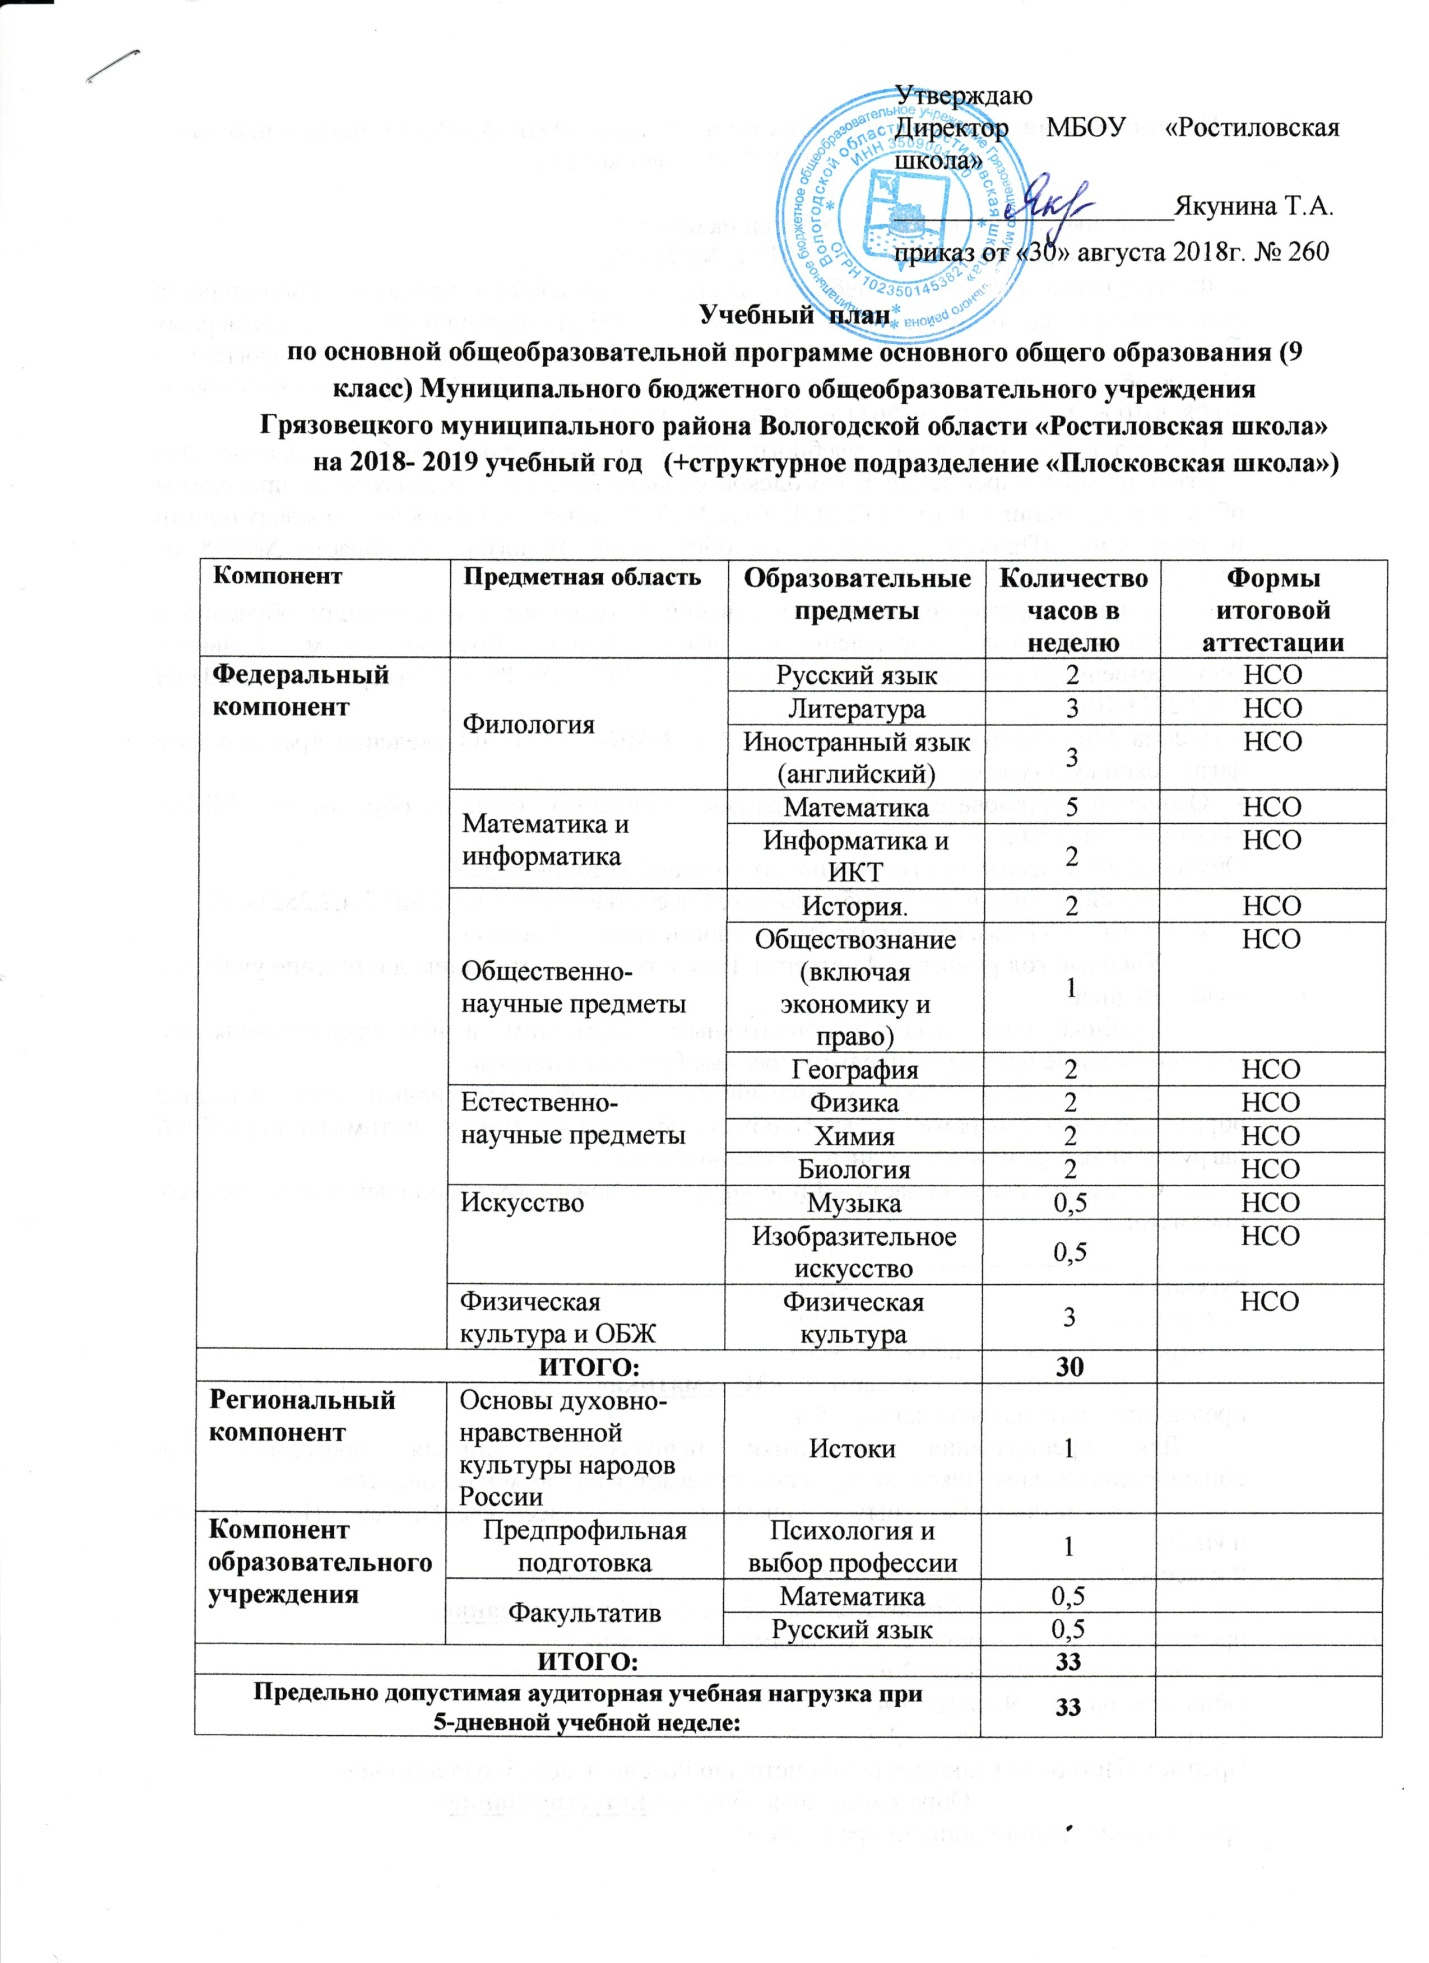 Утверждаю
Директор МБОУ «Ростиловская
школа»
Якунина Т.А.
приказ от «30» августа 2018г. № 260
Учебный план
по основной общеобразовательной программе основного общего образования (9
класс) Муниципального бюджетного общеобразовательного учреждения
Грязовецкого муниципального района Вологодской области «Ростиловская школа»
на 2018- 2019 учебный год (+структурное подразделение «Плосковская школа»)
Компонент Предметная область Образовательные предметы Количество часов в неделю Формы итоговой аттестации
Федеральный компонент
Филология
Русский язык 2 НСО
Литература 3 НСО
Иностранный язык (английский) 3 НСО
Математика и информатика
Математика 5 НСО
Информатика и ИКТ 2 НСО
Общественно-научные предметы
История. 2 НСО
Обществознание (включая экономику и право) 1 НСО
География 2 НСО
Естественно-научные предметы
Физика 2 НСО
Химия 2 НСО
Биология 2 НСО
Искусство
Музыка 0,5 НСО
Изобразительное искусство 0,5 НСО
Физическая культура и ОБЖ
Физическая культура 3 НСО
ИТОГО: 30
Региональный компонент
Основы духовно-нравственной культуры народов России
Истоки 1
Компонент образовательного учреждения
Предпрофильная подготовка
Психология и выбор профессии 1
Факультатив
Математика 0,5
Русский язык 0,5
ИТОГО: 33
Предельно допустимая аудиторная учебная нагрузка при
5-дневной учебной неделе: 33